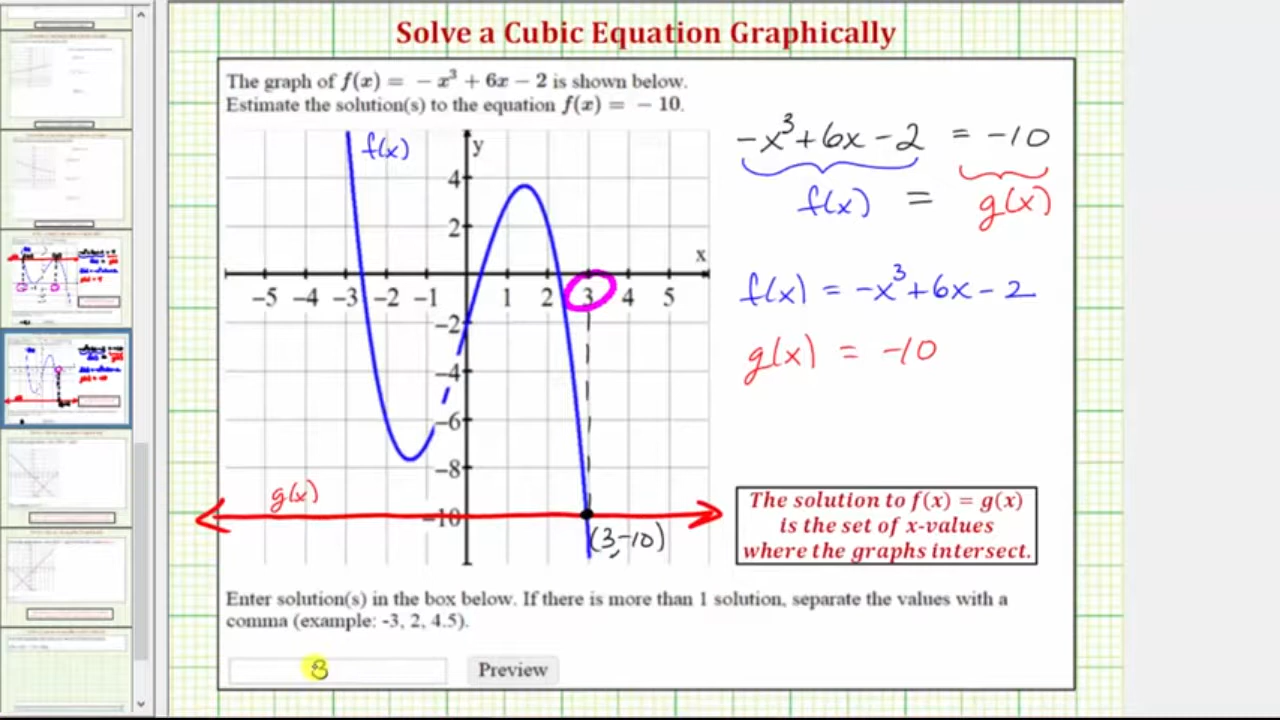 Solve a Cubic Equation Graphically
The graph of f(x) = − x³ + 6x − 2 is shown below.
Estimate the solution(s) to the equation f(x) = − 10.
f(x)
y
x
4
2
−5 −4 −3 −2 −1 1 2 3 4 5
−2
−4
−6
−8
−10
g(x)
(3,−10)
−x³+6x−2 = −10
f(x) = g(x)
f(x) = −x³+6x−2
g(x) = −10
The solution to f(x) = g(x)
is the set of x-values
where the graphs intersect.
Enter solution(s) in the box below. If there is more than 1 solution, separate the values with a
comma (example: -3, 2, 4.5).
3
Preview